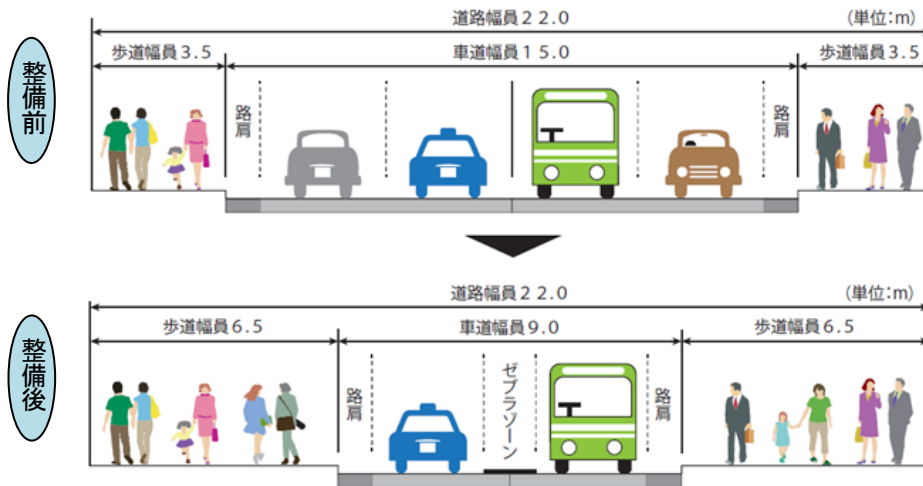 道路幅員22.0
(単位:m)
歩道幅員3.5
車道幅員15.0
歩道幅員3.5
整備前
路肩
路肩
道路幅員22.0
(単位:m)
歩道幅員6.5
車道幅員9.0
歩道幅員6.5
整備後
路肩
ゼブラゾーン
路肩